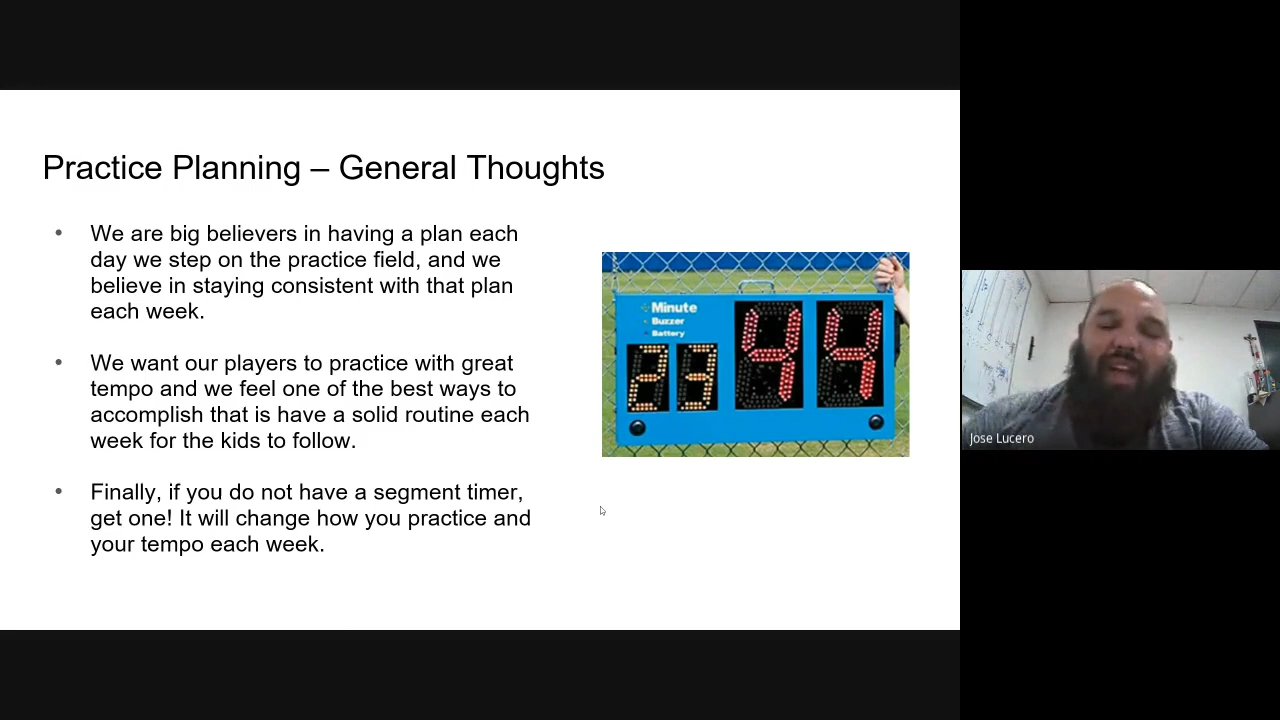 Practice Planning – General Thoughts
• We are big believers in having a plan each
day we step on the practice field, and we
believe in staying consistent with that plan
each week.
• We want our players to practice with great
tempo and we feel one of the best ways to
accomplish that is have a solid routine each
week for the kids to follow.
• Finally, if you do not have a segment timer,
get one! It will change how you practice and
your tempo each week.
Minute
Buzzer
Battery
23 44
Jose Lucero